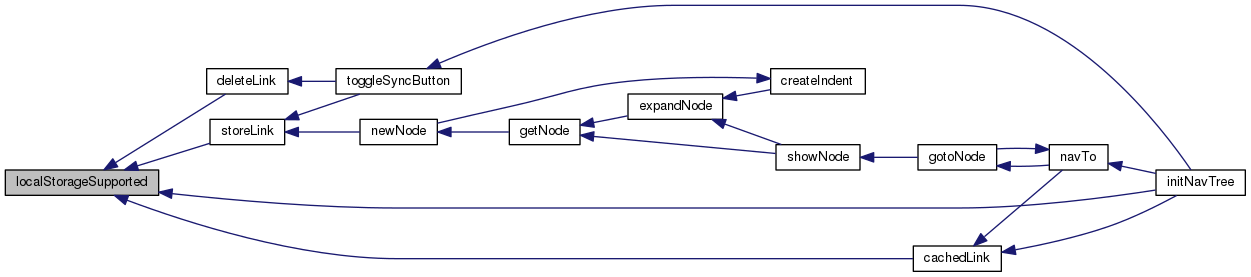 deleteLink
toggleSyncButton
createIndent
expandNode
storeLink
newNode
getNode
showNode
gotoNode
navTo
localStorageSupported
initNavTree
cachedLink